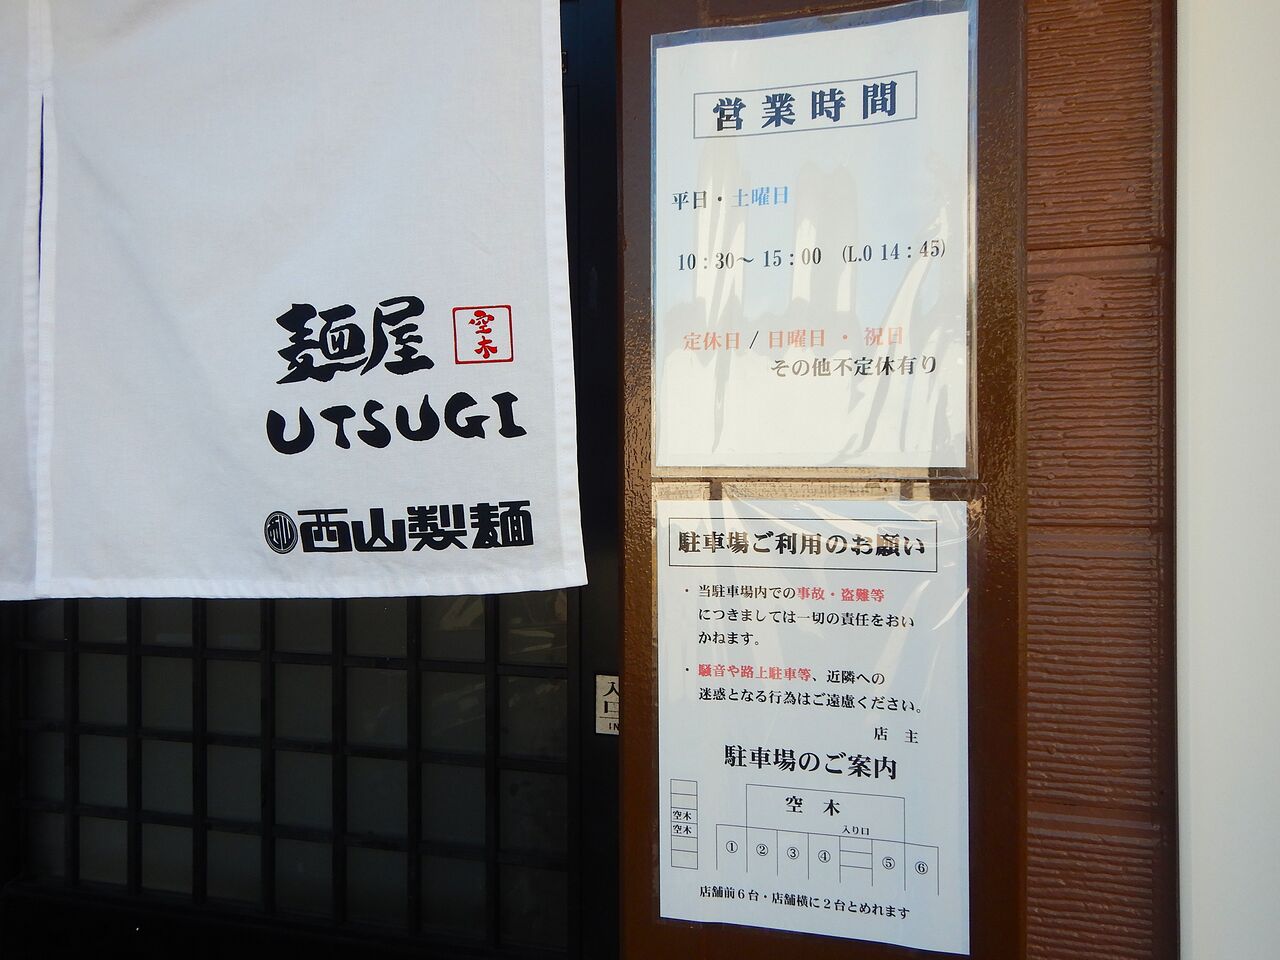 麺屋 空木
UTSUGI
西山 西山製麺
営業時間
平日・土曜日
10:30～15:00 (L.O 14:45)
定休日 / 日曜日・祝日
その他不定休有り
駐車場ご利用のお願い
・当駐車場内での事故・盗難等
につきましては一切の責任をおい
かねます。
・騒音や路上駐車等、近隣への
迷惑となる行為はご遠慮ください。
店 主
駐車場のご案内
空木
空木
空 木
入り口
① ② ③ ④ ⑤ ⑥
店舗前6台・店舗横に2台とめれます
入口
IN